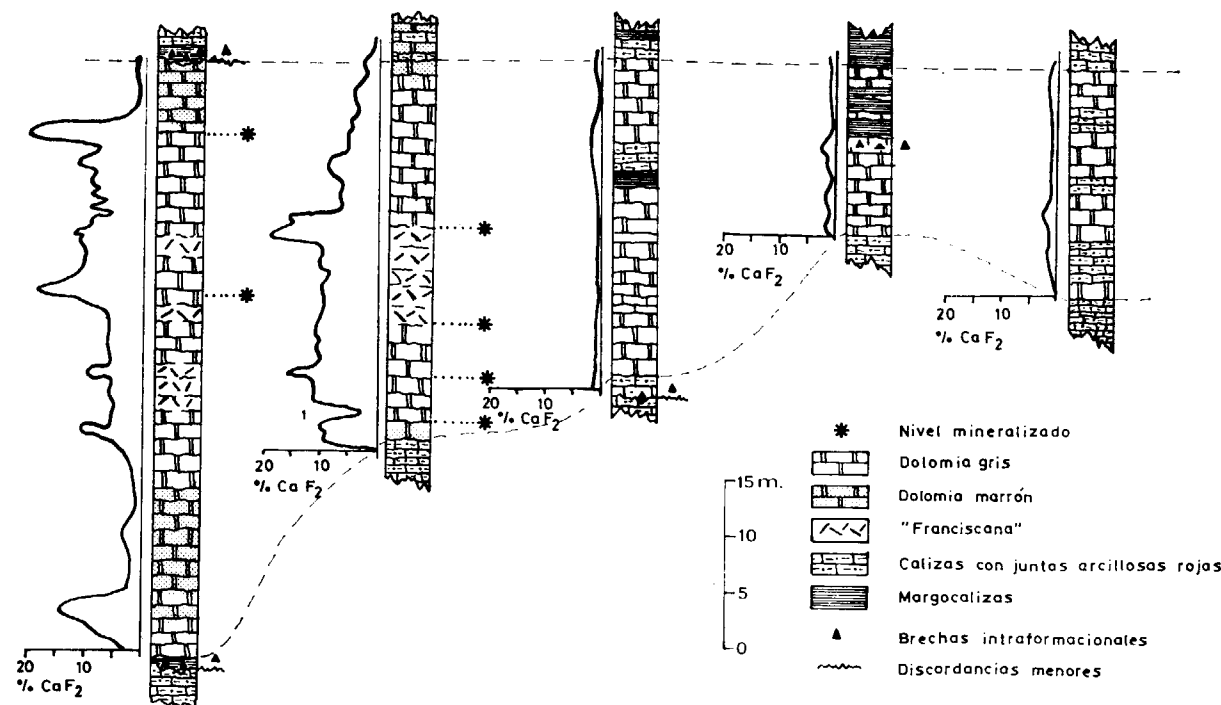 20 10
% CaF2
1
20 10
% CaF2
20 10
% CaF2
20 10
% CaF2
20 10
% CaF2
15 m.
10
5
0
Nivel mineralizado
Dolomia gris
Dolomia marrón
"Franciscana"
Calizas con juntas arcillosas rojas
Margocalizas
Brechas intraformacionales
Discordancias menores